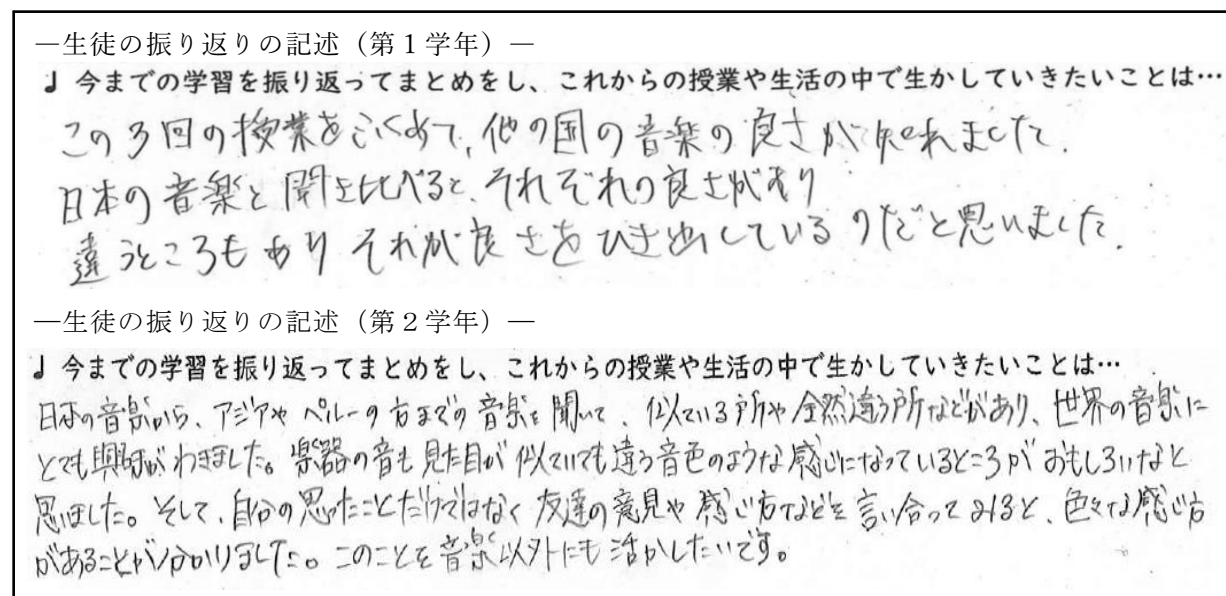 ―生徒の振り返りの記述（第1学年）―
♩ 今までの学習を振り返ってまとめをし、これからの授業や生活の中で生かしていきたいことは…
この3回の授業をふくめて、他の国の音楽の良さが知れました。
日本の音楽と聞き比べると、それぞれの良さがあり
違うところもあり それが良さをひき出しているのだと思いました。
―生徒の振り返りの記述（第2学年）―
♩ 今までの学習を振り返ってまとめをし、これからの授業や生活の中で生かしていきたいことは…
日本の音楽から、アジアや ペルーの方までの音楽を聞いて、似ている所や全然違う所などがあり、世界の音楽に
とても興味がわきました。楽器の音も見た目が似ていても違う音色のような感じになっているところがおもしろいなと
思いました。そして、自分の思ったことだけではなく友達の意見や感じ方などを言い合ってみると、色々な感じ方
があることが分かりました。このことを音楽以外にも活かしたいです。